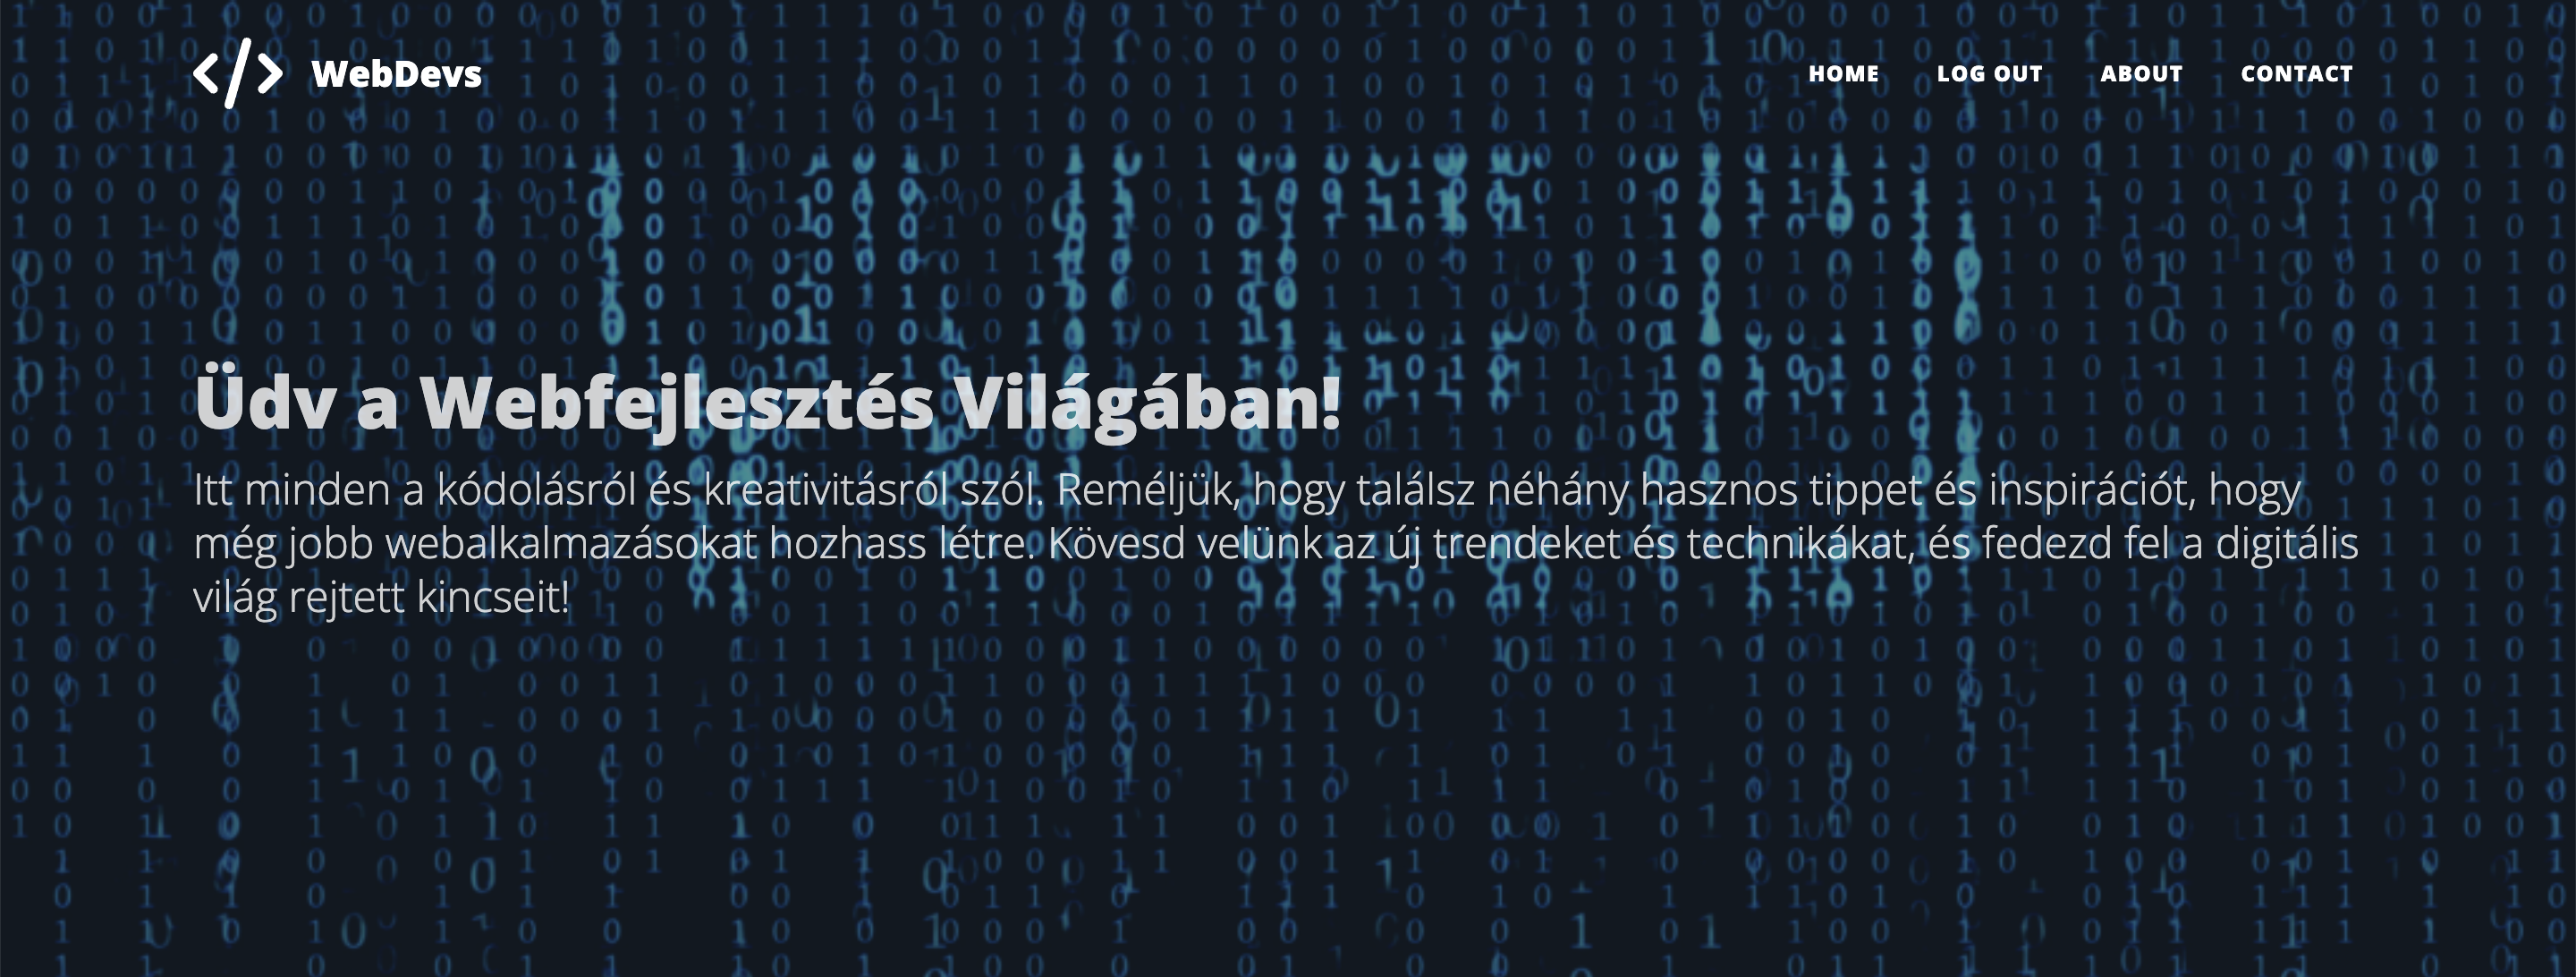 WebDevs
HOME LOG OUT ABOUT CONTACT
Üdv a Webfejlesztés Világában!
Itt minden a kódolásról és kreativitásról szól. Reméljük, hogy találsz néhány hasznos tippet és inspirációt, hogy
még jobb webalkalmazásokat hozhass létre. Kövesd velünk az új trendeket és technikákat, és fedezd fel a digitális
világ rejtett kincseit!